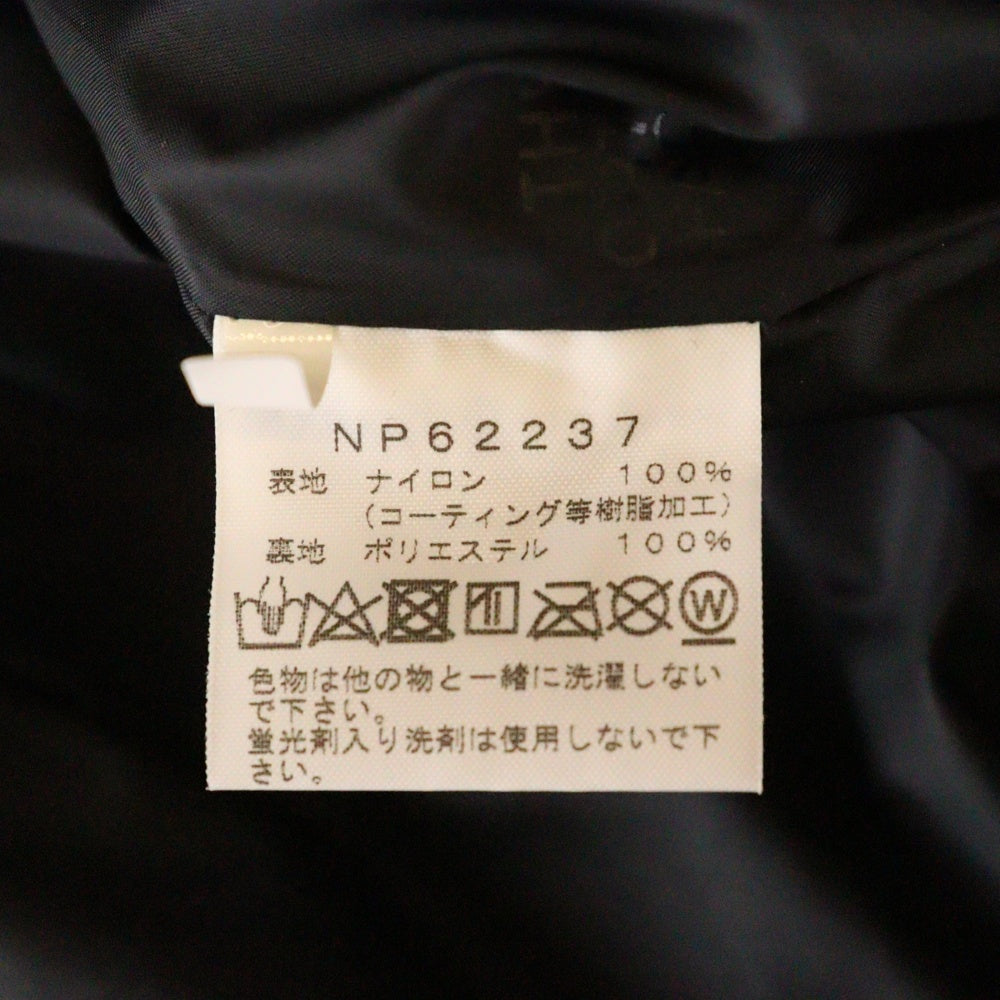 NP62237
表地 ナイロン 100%
(コーティング等樹脂加工)
裏地 ポリエステル 100%
W
色物は他の物と一緒に洗濯しない
で下さい。
蛍光剤入り洗剤は使用しないで下
さい。